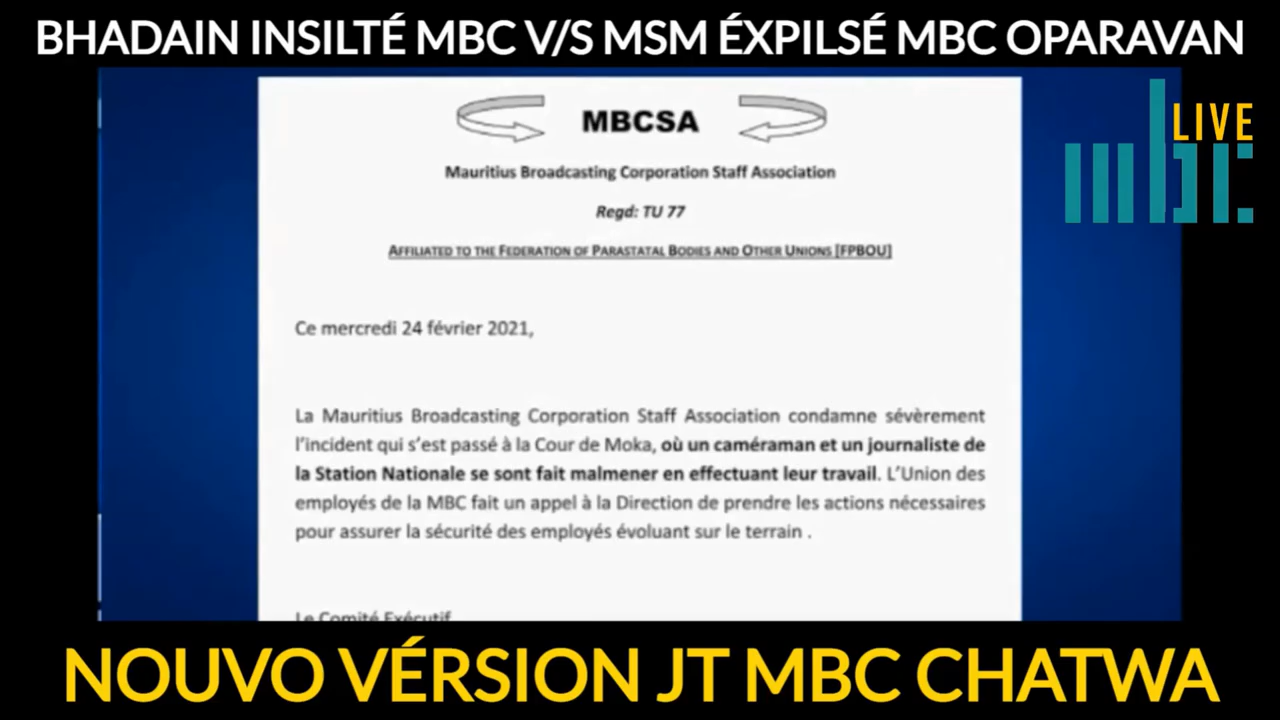 BHADAIN INSILTÉ MBC V/S MSM ÉXPILSÉ MBC OPARAVAN
LIVE
mbc
MBCSA
Mauritius Broadcasting Corporation Staff Association
Regd: TU 77
AFFILIATED TO THE FEDERATION OF PARASTATAL BODIES AND OTHER UNIONS [FPBOU]
Ce mercredi 24 février 2021,
La Mauritius Broadcasting Corporation Staff Association condamne sévèrement
l'incident qui s'est passé à la Cour de Moka, où un caméraman et un journaliste de
la Station Nationale se sont fait malmener en effectuant leur travail. L'Union des
employés de la MBC fait un appel à la Direction de prendre les actions nécessaires
pour assurer la sécurité des employés évoluant sur le terrain .
Le Comité Exécutif
NOUVO VÉRSION JT MBC CHATWA